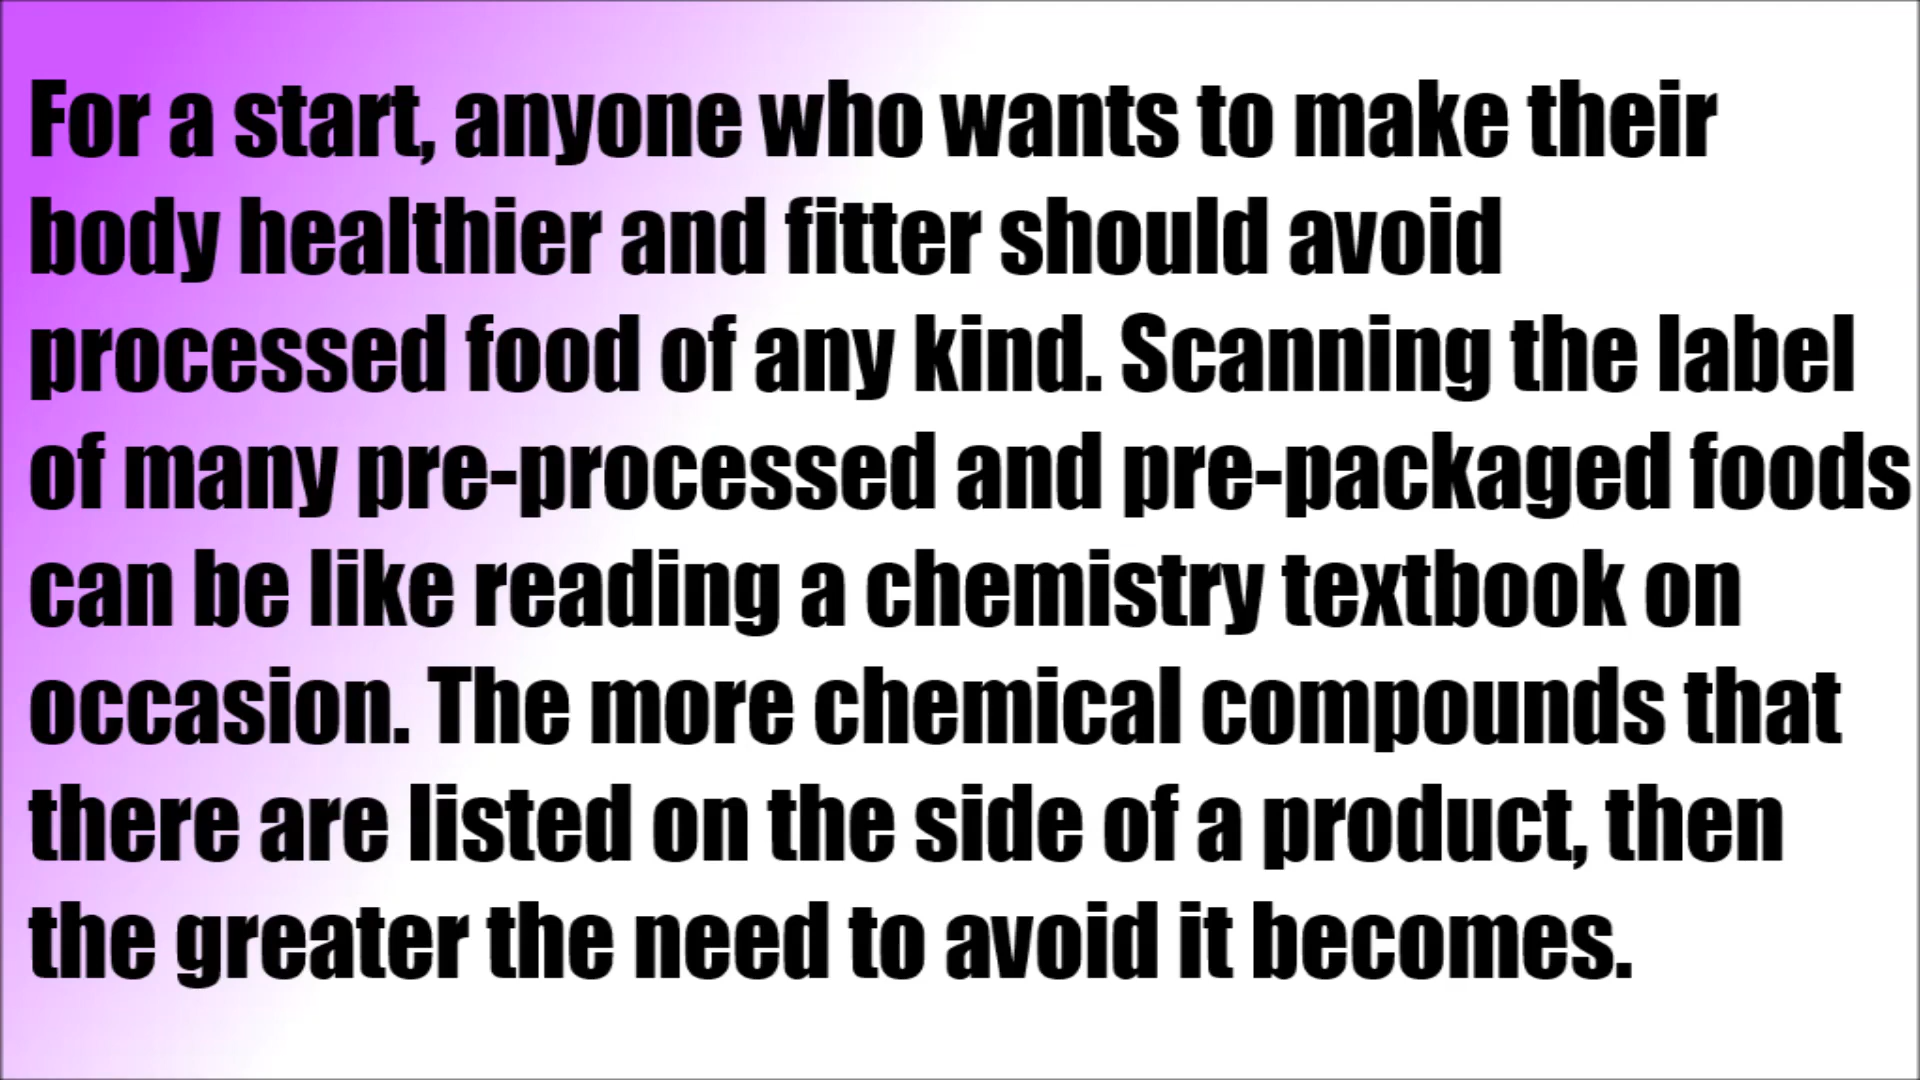 For a start, anyone who wants to make their
body healthier and fitter should avoid
processed food of any kind. Scanning the label
of many pre-processed and pre-packaged foods
can be like reading a chemistry textbook on
occasion. The more chemical compounds that
there are listed on the side of a product, then
the greater the need to avoid it becomes.